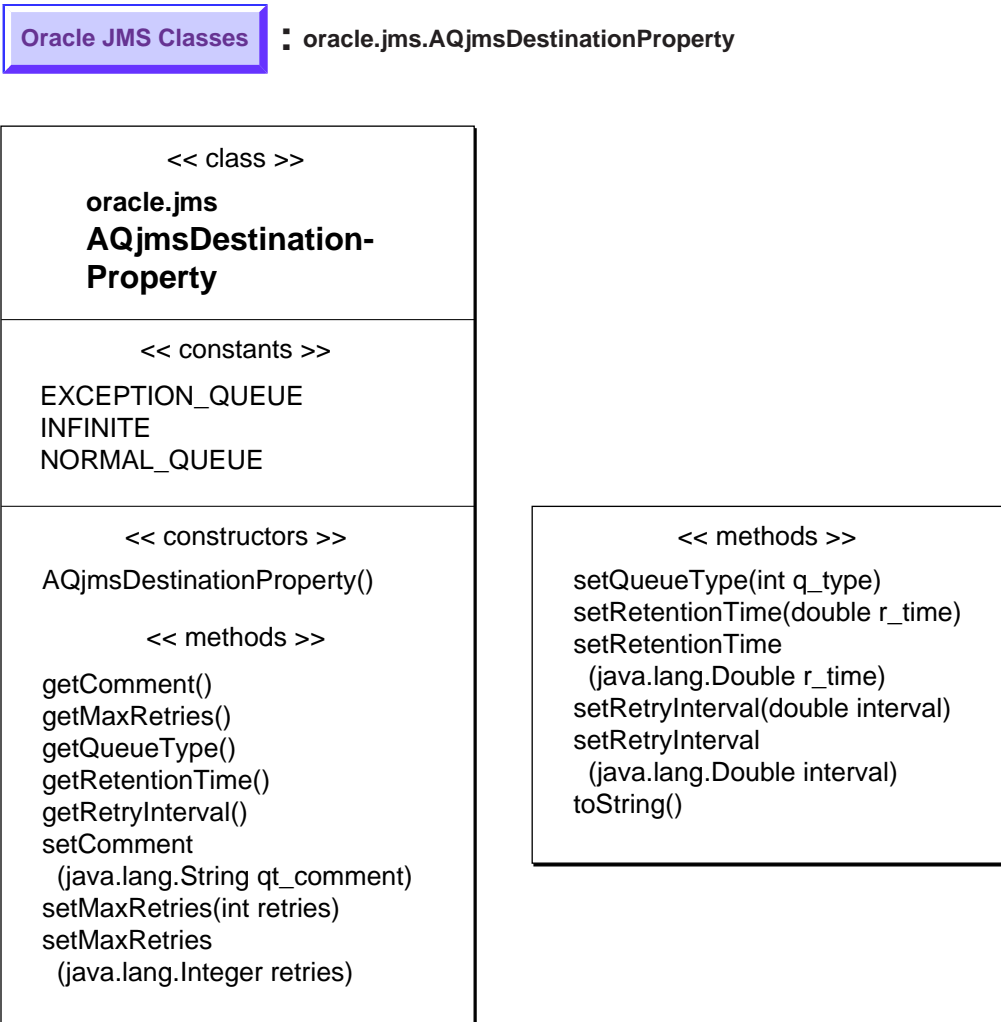 Oracle JMS Classes : oracle.jms.AQjmsDestinationProperty
<< class >>
oracle.jms
AQjmsDestination-
Property
<< constants >>
EXCEPTION_QUEUE
INFINITE
NORMAL_QUEUE
<< constructors >>
AQjmsDestinationProperty()
<< methods >>
getComment()
getMaxRetries()
getQueueType()
getRetentionTime()
getRetryInterval()
setComment
(java.lang.String qt_comment)
setMaxRetries(int retries)
setMaxRetries
(java.lang.Integer retries)
<< methods >>
setQueueType(int q_type)
setRetentionTime(double r_time)
setRetentionTime
(java.lang.Double r_time)
setRetryInterval(double interval)
setRetryInterval
(java.lang.Double interval)
toString()